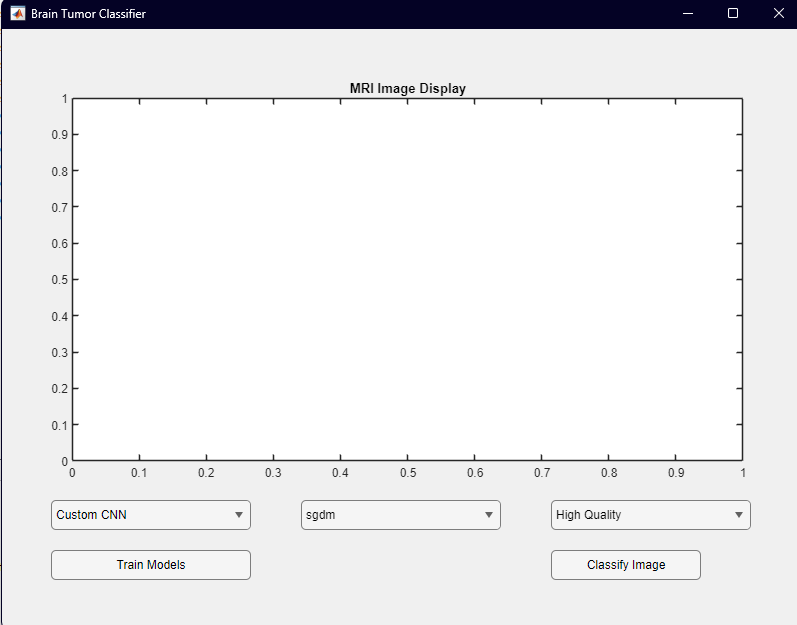 Brain Tumor Classifier
MRI Image Display
1
0.9
0.8
0.7
0.6
0.5
0.4
0.3
0.2
0.1
0
0 0.1 0.2 0.3 0.4 0.5 0.6 0.7 0.8 0.9 1
Custom CNN sgdm High Quality
Train Models Classify Image